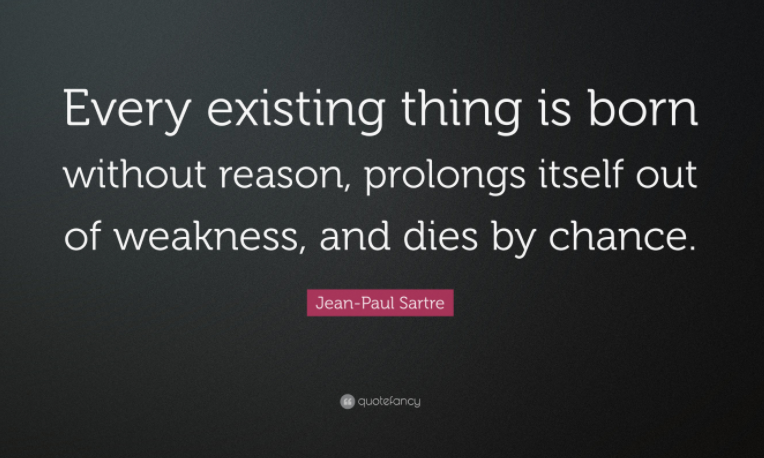 Every existing thing is born
without reason, prolongs itself out
of weakness, and dies by chance.
Jean-Paul Sartre
quotefancy